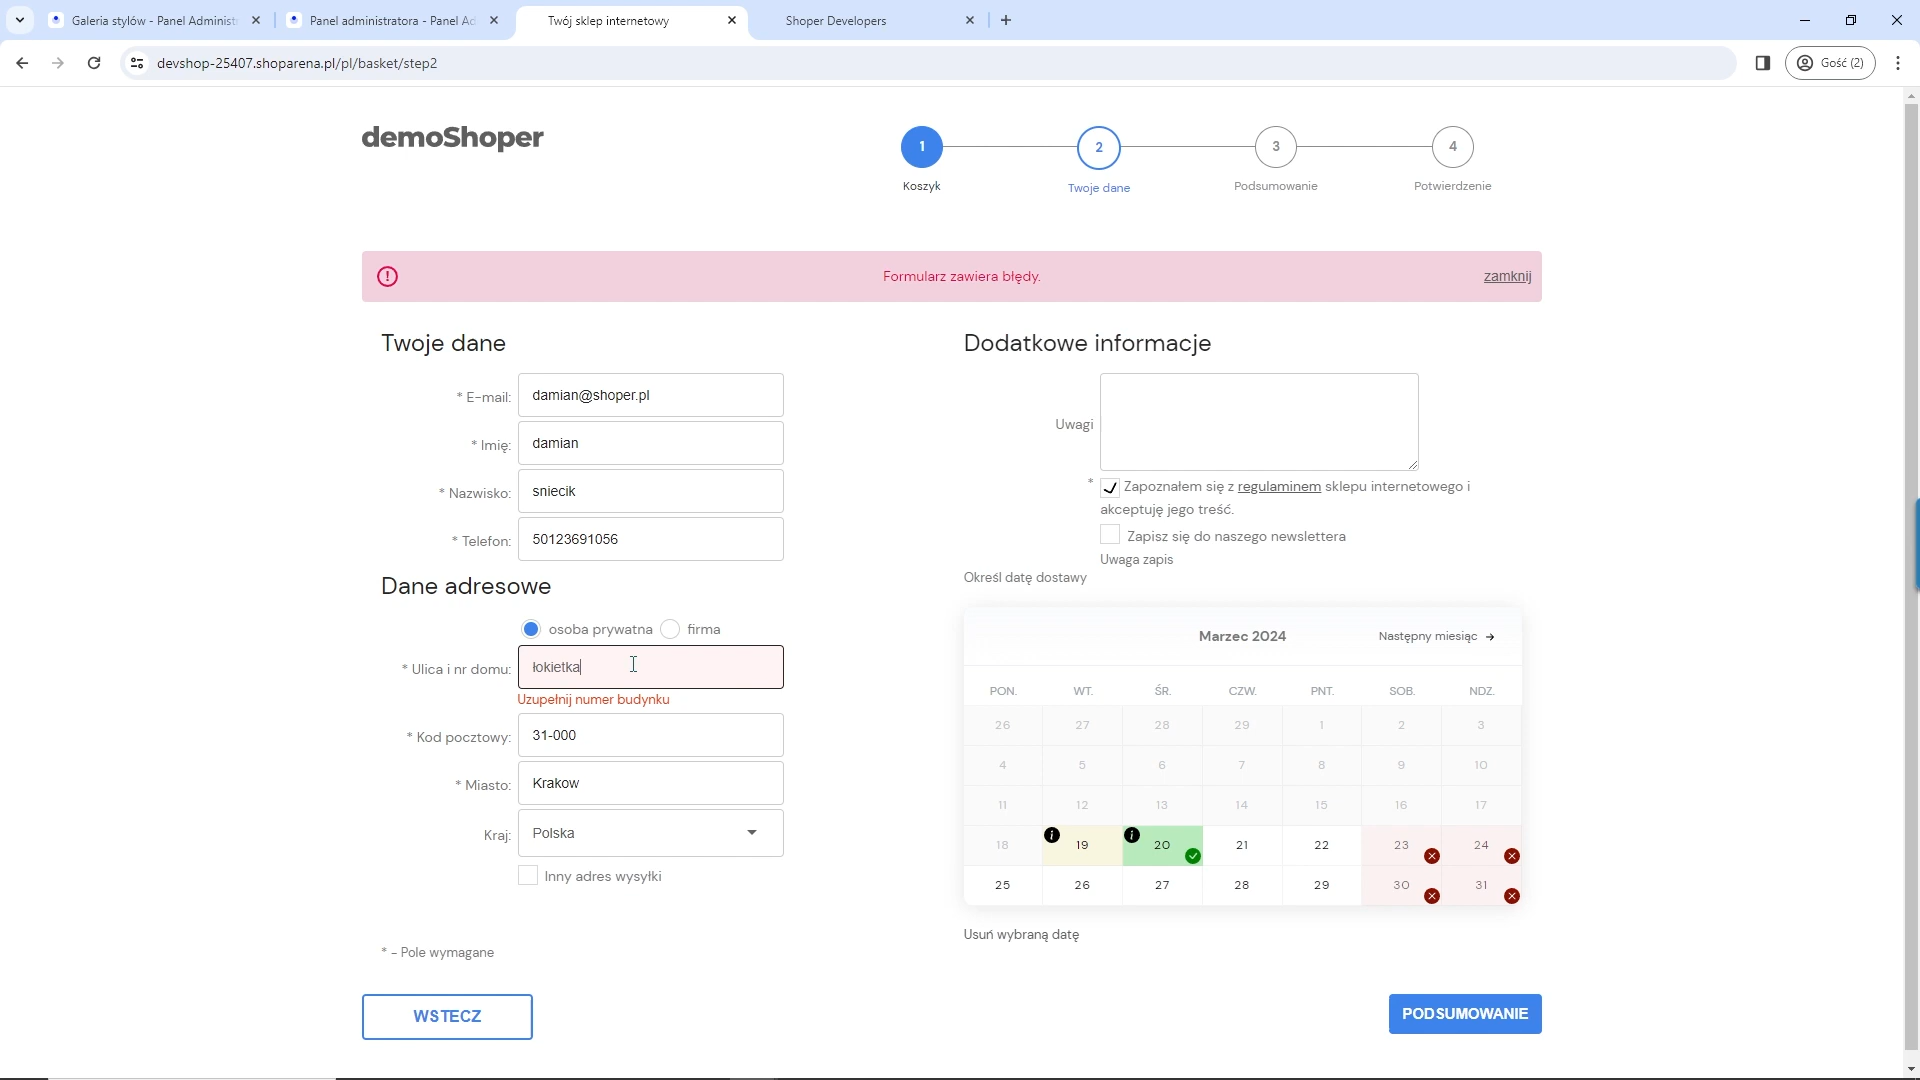 Galeria stylów - Panel Administ
Panel administratora - Panel Ad
Twój sklep internetowy
Shoper Developers
devshop-25407.shoparena.pl/pl/basket/step2
Gość (2)
demoShoper
1
2
3
4
Koszyk
Twoje dane
Podsumowanie
Potwierdzenie
Formularz zawiera błędy.
zamknij
Twoje dane
* E-mail: damian@shoper.pl
* Imię: damian
* Nazwisko: sniecik
* Telefon: 50123691056
Dane adresowe
osoba prywatna firma
* Ulica i nr domu: łokietka
Uzupełnij numer budynku
* Kod pocztowy: 31-000
* Miasto: Krakow
Kraj: Polska
Inny adres wysyłki
* - Pole wymagane
WSTECZ
Dodatkowe informacje
Uwagi
* Zapoznałem się z regulaminem sklepu internetowego i
akceptuję jego treść.
Zapisz się do naszego newslettera
Uwaga zapis
Określ datę dostawy
Marzec 2024 Następny miesiąc →
PON. WT. ŚR. CZW. PNT. SOB. NDZ.
26 27 28 29 1 2 3
4 5 6 7 8 9 10
11 12 13 14 15 16 17
18 19 20 21 22 23 24
25 26 27 28 29 30 31
Usuń wybraną datę
PODSUMOWANIE